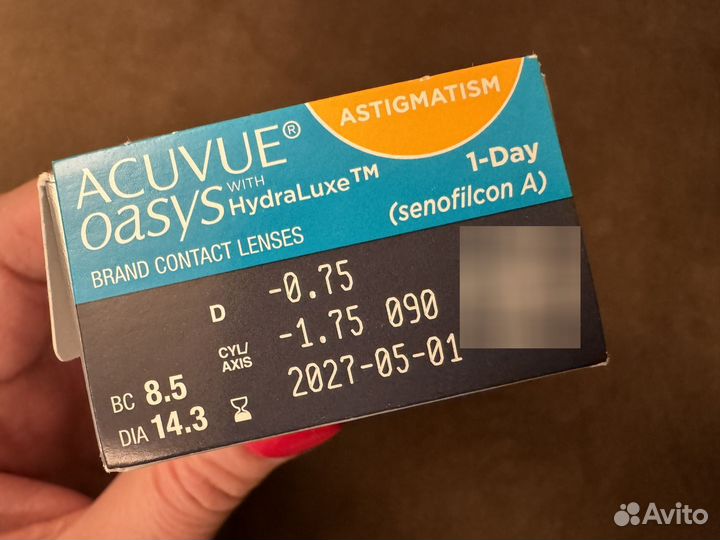 ASTIGMATISM
ACUVUE®
oasys WITH HydraLuxe™
1-Day
(senofilcon A)
BRAND CONTACT LENSES
D -0.75
CYL/AXIS -1.75 090
2027-05-01
BC 8.5
DIA 14.3
Avito